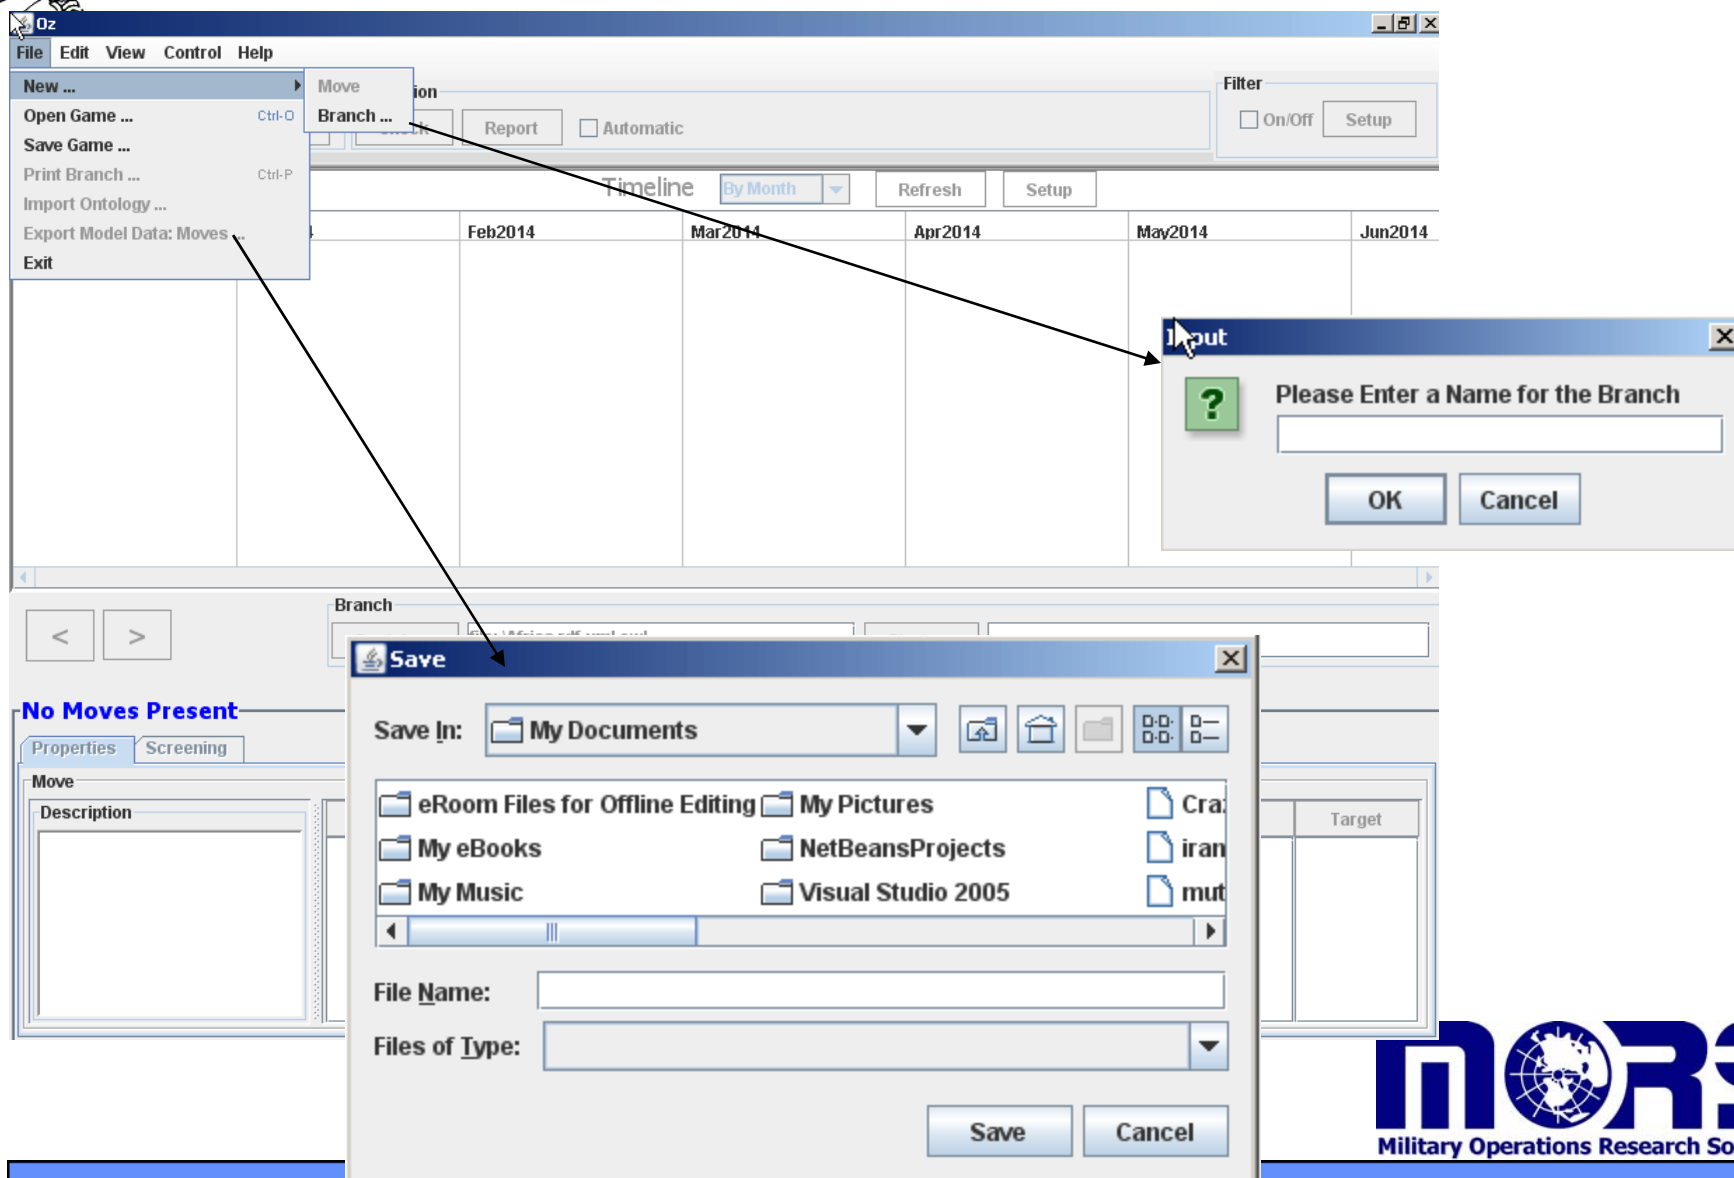 Oz
File Edit View Control Help
New ...
Move
Open Game ... Ctrl-O
Branch ...
Save Game ...
Print Branch ... Ctrl-P
Import Ontology ...
Export Model Data: Moves ...
Exit
Report Automatic
Filter
On/Off Setup
Timeline By Month Refresh Setup
Feb2014 Mar2014 Apr2014 May2014 Jun2014
Input
Please Enter a Name for the Branch
?
OK Cancel
Branch
< >
No Moves Present
Properties Screening
Move
Description
Target
Save
Save In: My Documents
eRoom Files for Offline Editing My Pictures
My eBooks NetBeansProjects iran
My Music Visual Studio 2005 mut
File Name:
Files of Type:
Save Cancel
MORS
Military Operations Research So